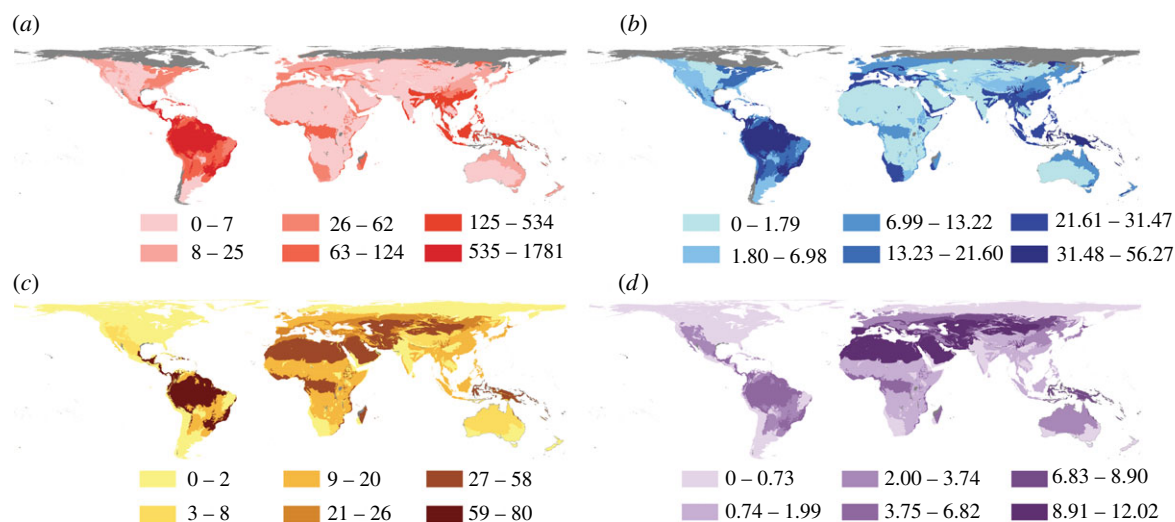 (a) (b)
0 – 7 26 – 62 125 – 534 0 – 1.79 6.99 – 13.22 21.61 – 31.47
8 – 25 63 – 124 535 – 1781 1.80 – 6.98 13.23 – 21.60 31.48 – 56.27
(c) (d)
0 – 2 9 – 20 27 – 58 0 – 0.73 2.00 – 3.74 6.83 – 8.90
3 – 8 21 – 26 59 – 80 0.74 – 1.99 3.75 – 6.82 8.91 – 12.02